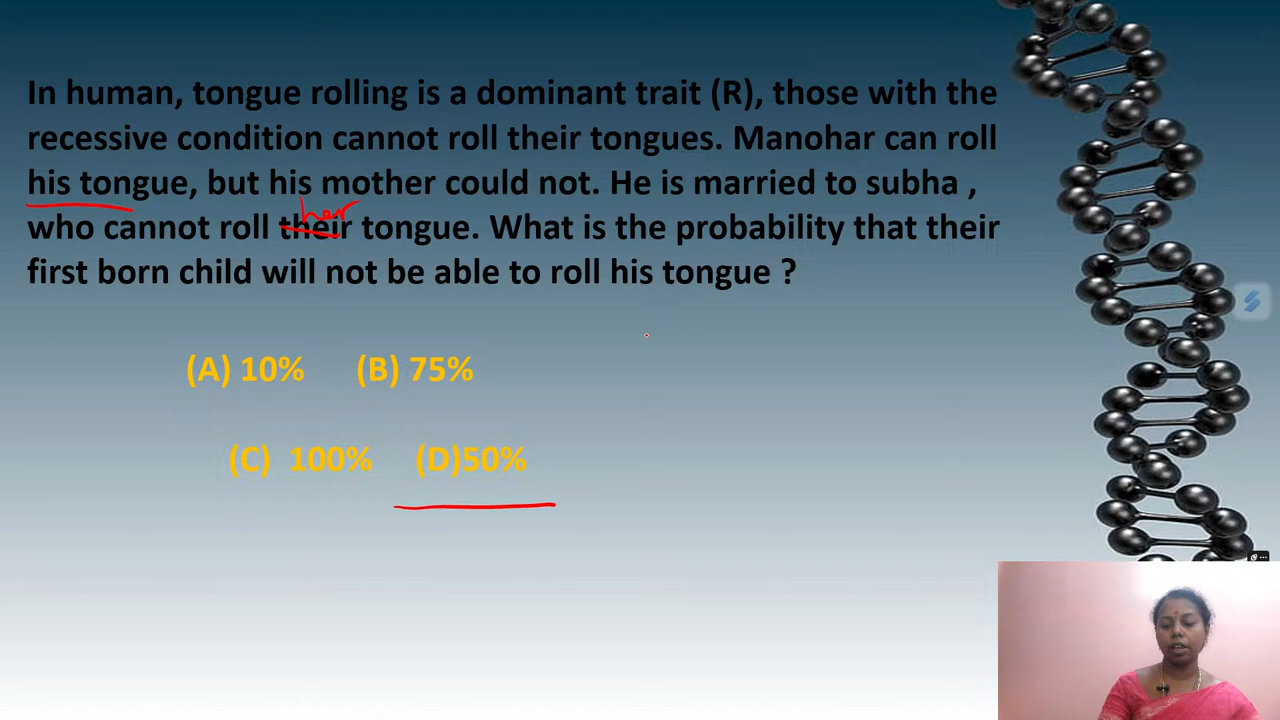 In human, tongue rolling is a dominant trait (R), those with the
recessive condition cannot roll their tongues. Manohar can roll
his tongue, but his mother could not. He is married to subha ,
her
who cannot roll their tongue. What is the probability that their
first born child will not be able to roll his tongue ?
(A) 10% (B) 75%
(C) 100% (D)50%